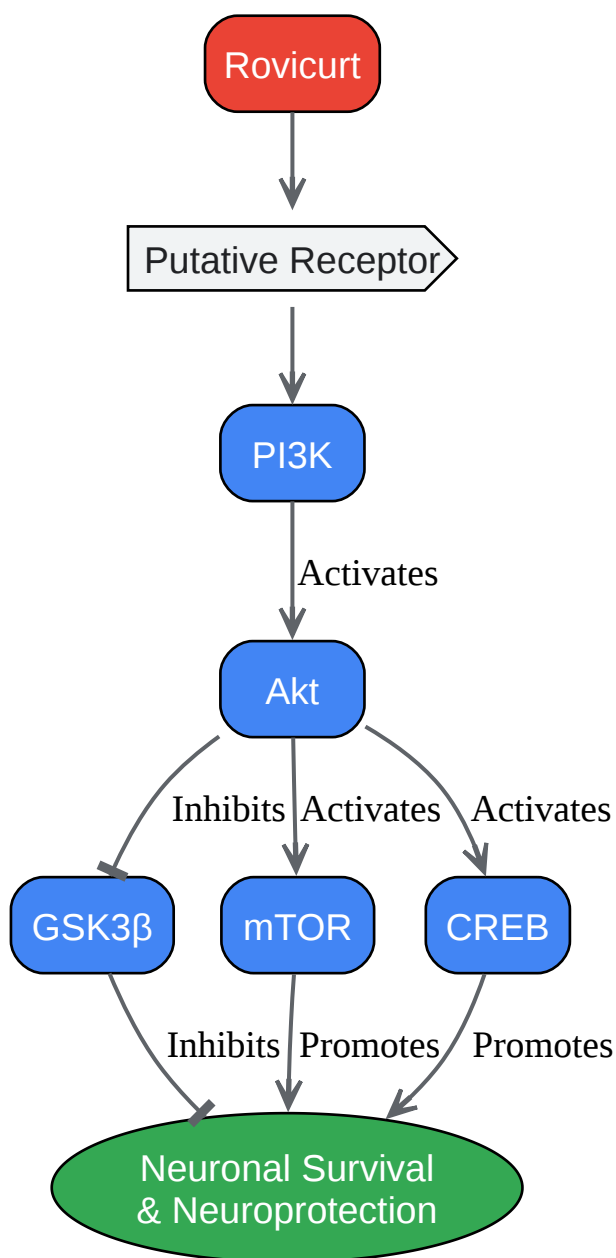 Rovicurt
Putative Receptor
PI3K
Activates
Akt
Inhibits Activates Activates
GSK3β mTOR CREB
Inhibits Promotes Promotes
Neuronal Survival
& Neuroprotection